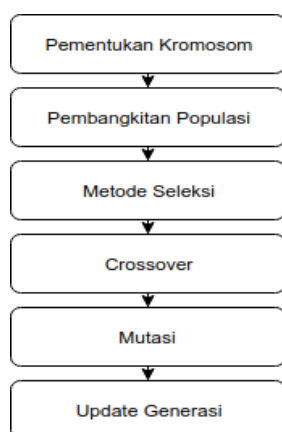 Pementukan Kromosom
Pembangkitan Populasi
Metode Seleksi
Crossover
Mutasi
Update Generasi